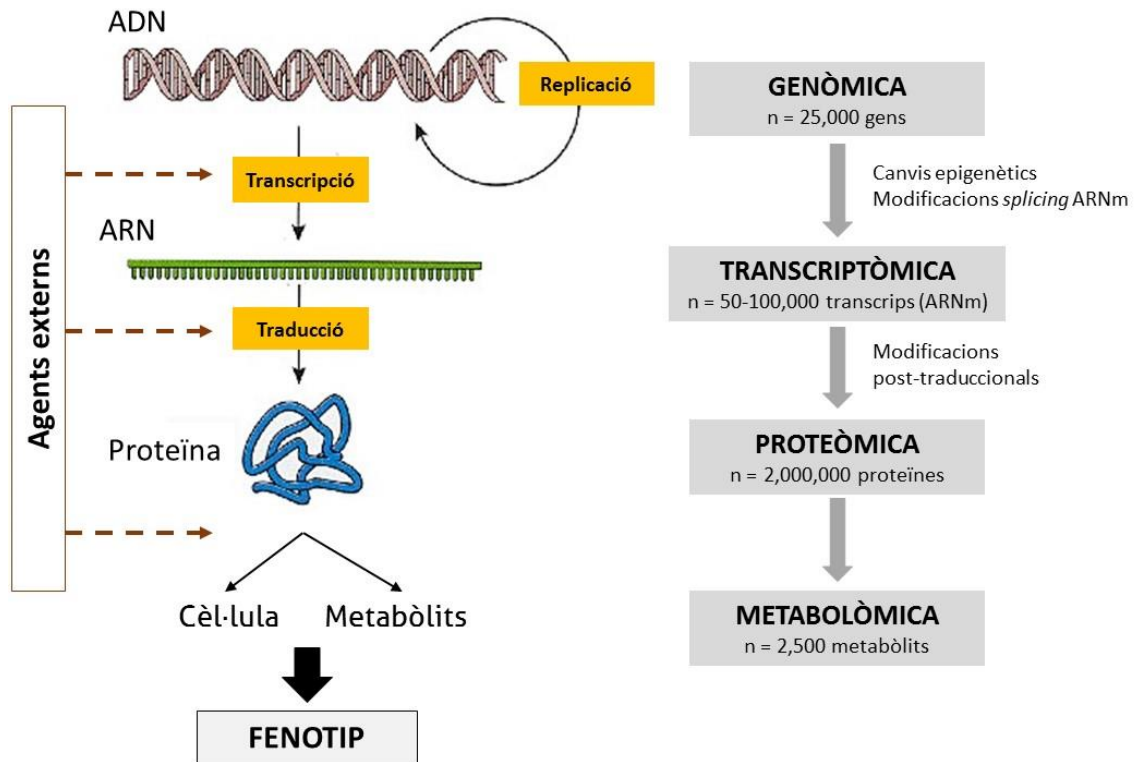 ADN
Replicació
Transcripció
ARN
Traducció
Proteïna
Cèl·lula
Metabòlits
FENOTIP
Agents externs
GENÒMICA
n = 25,000 gens
Canvis epigenètics
Modificacions splicing ARNm
TRANSCRIPTÒMICA
n = 50-100,000 transcrips (ARNm)
Modificacions
post-traduccionals
PROTEÒMICA
n = 2,000,000 proteïnes
METABOLÒMICA
n = 2,500 metabòlits